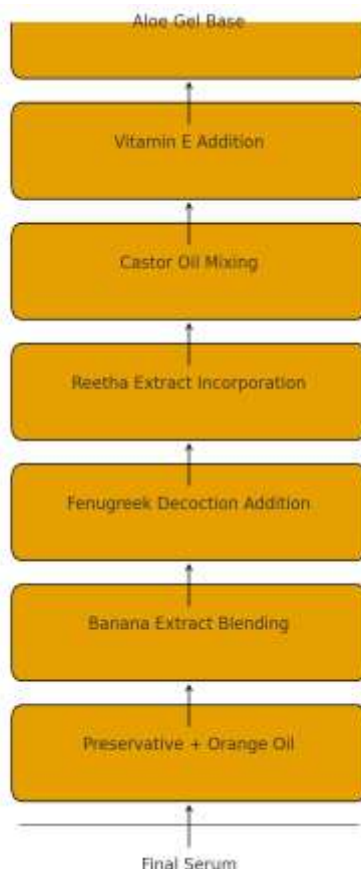 Aloe Gel Base
Vitamin E Addition
Castor Oil Mixing
Reetha Extract Incorporation
Fenugreek Decoction Addition
Banana Extract Blending
Preservative + Orange Oil
Final Serum